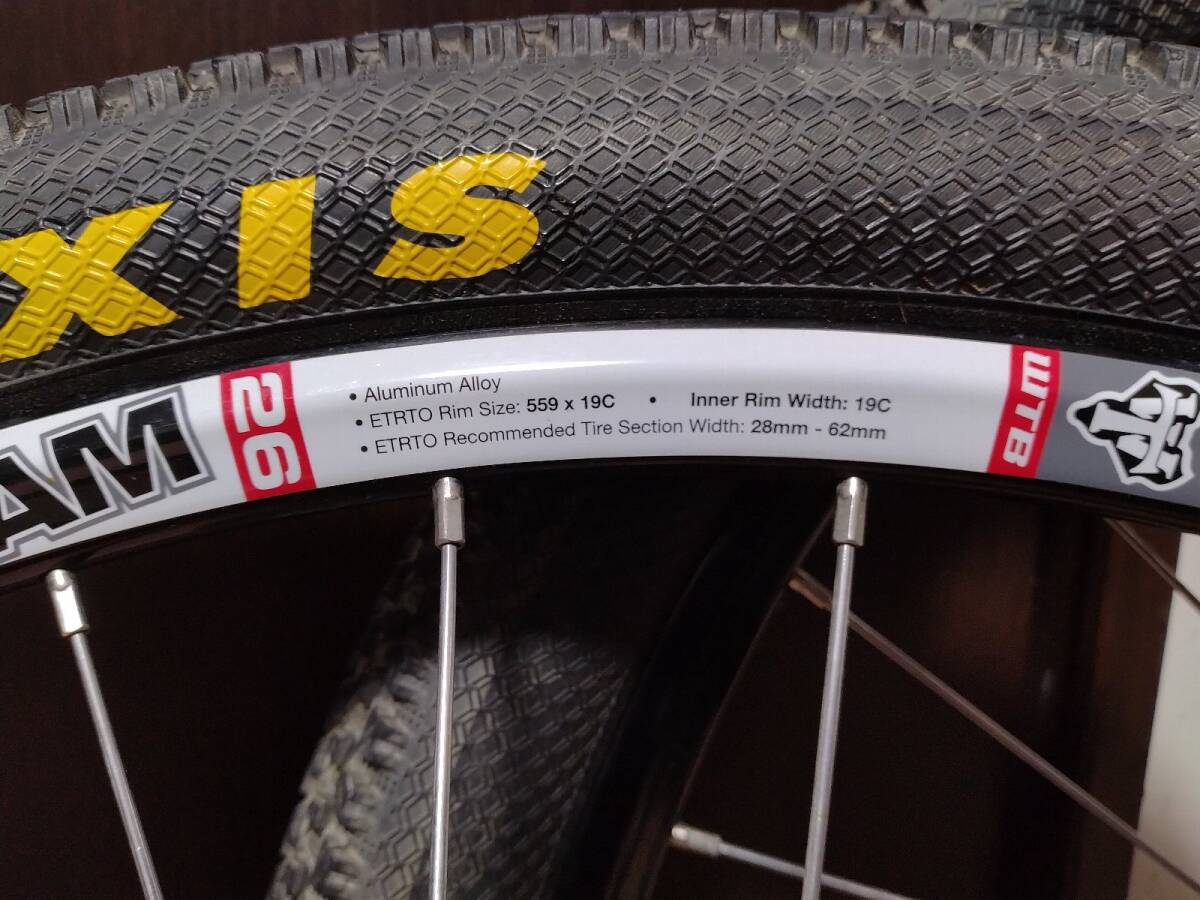 XIS
AM
26
• Aluminum Alloy
• ETRTO Rim Size: 559 x 19C • Inner Rim Width: 19C
• ETRTO Recommended Tire Section Width: 28mm - 62mm
WTB